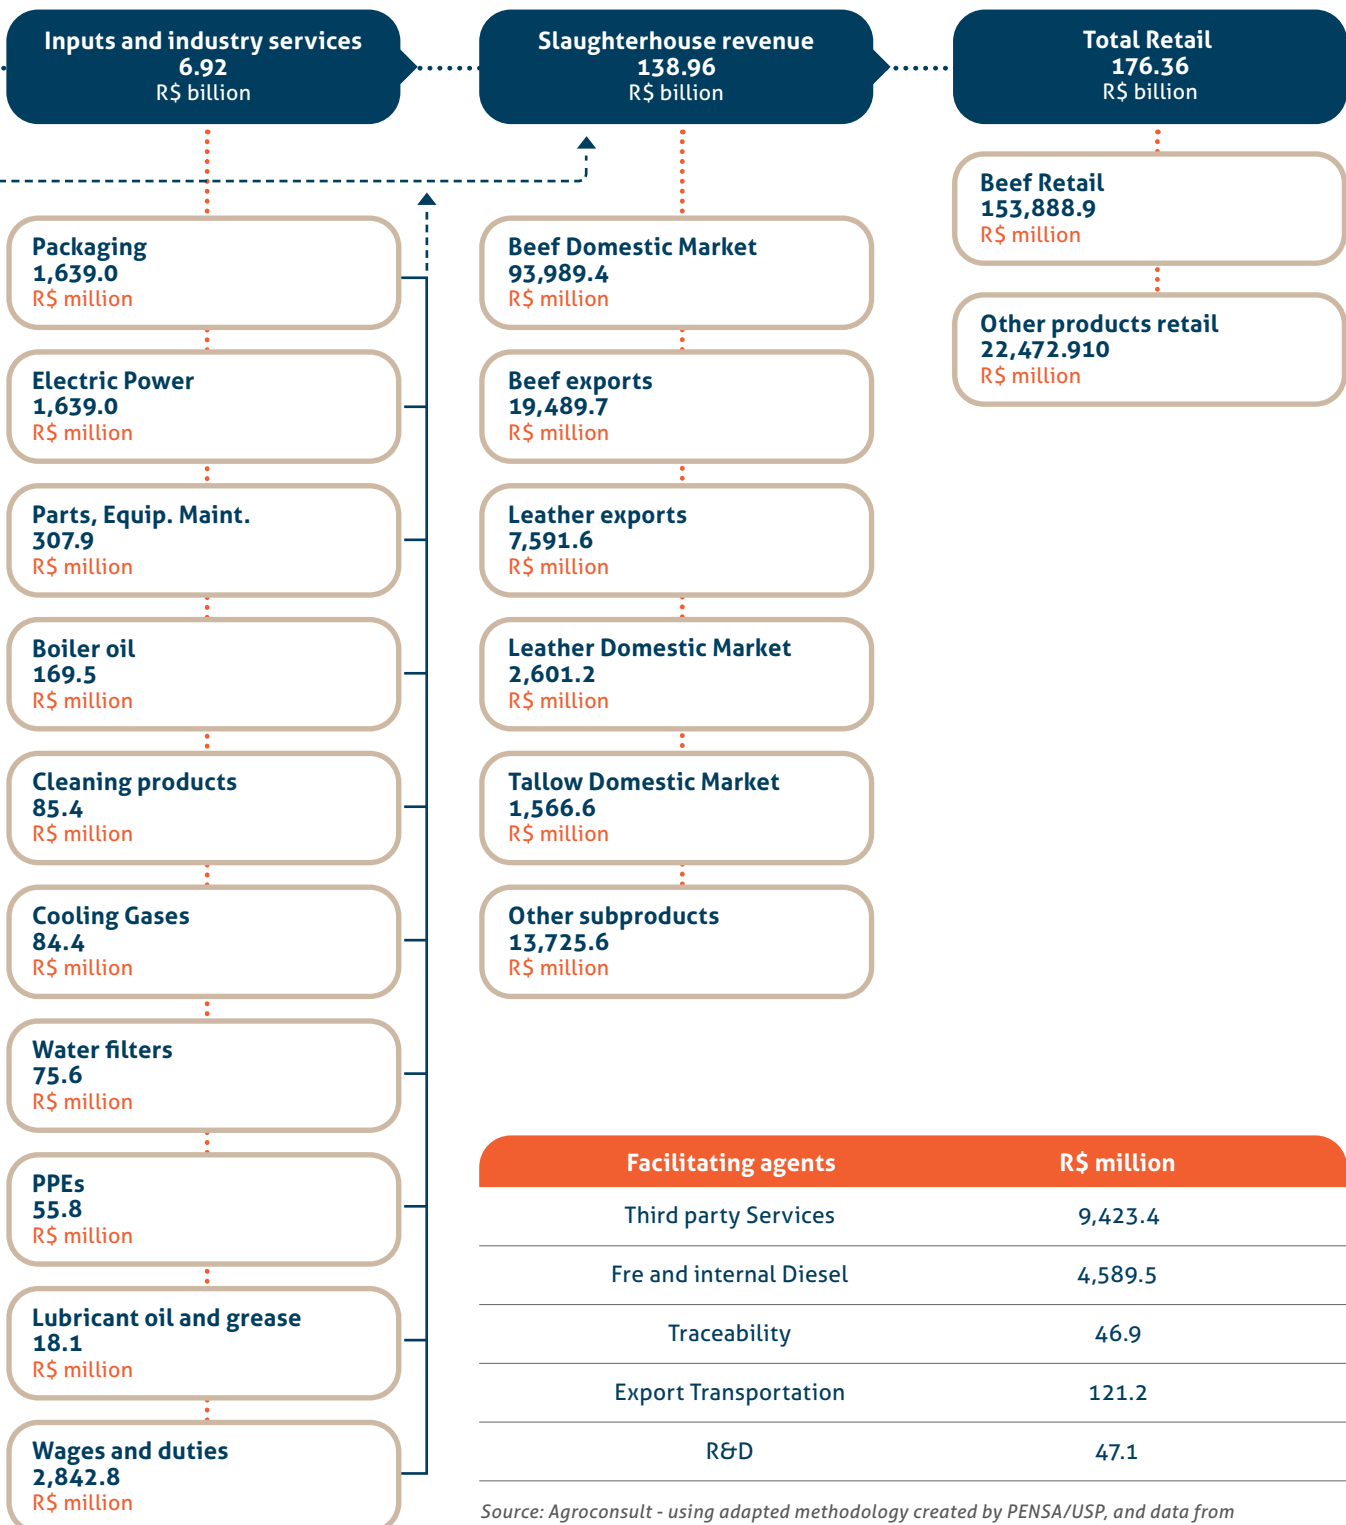 Inputs and industry services
6.92
R$ billion
Slaughterhouse revenue
138.96
R$ billion
Total Retail
176.36
R$ billion
Packaging
1,639.0
R$ million
Electric Power
1,639.0
R$ million
Parts, Equip. Maint.
307.9
R$ million
Boiler oil
169.5
R$ million
Cleaning products
85.4
R$ million
Cooling Gases
84.4
R$ million
Water filters
75.6
R$ million
PPEs
55.8
R$ million
Lubricant oil and grease
18.1
R$ million
Wages and duties
2,842.8
R$ million
Beef Domestic Market
93,989.4
R$ million
Beef exports
19,489.7
R$ million
Leather exports
7,591.6
R$ million
Leather Domestic Market
2,601.2
R$ million
Tallow Domestic Market
1,566.6
R$ million
Other subproducts
13,725.6
R$ million
Beef Retail
153,888.9
R$ million
Other products retail
22,472.910
R$ million
Facilitating agents R$ million
Third party Services 9,423.4
Fre and internal Diesel 4,589.5
Traceability 46.9
Export Transportation 121.2
R&D 47.1
Source: Agroconsult - using adapted methodology created by PENSA/USP, and data from